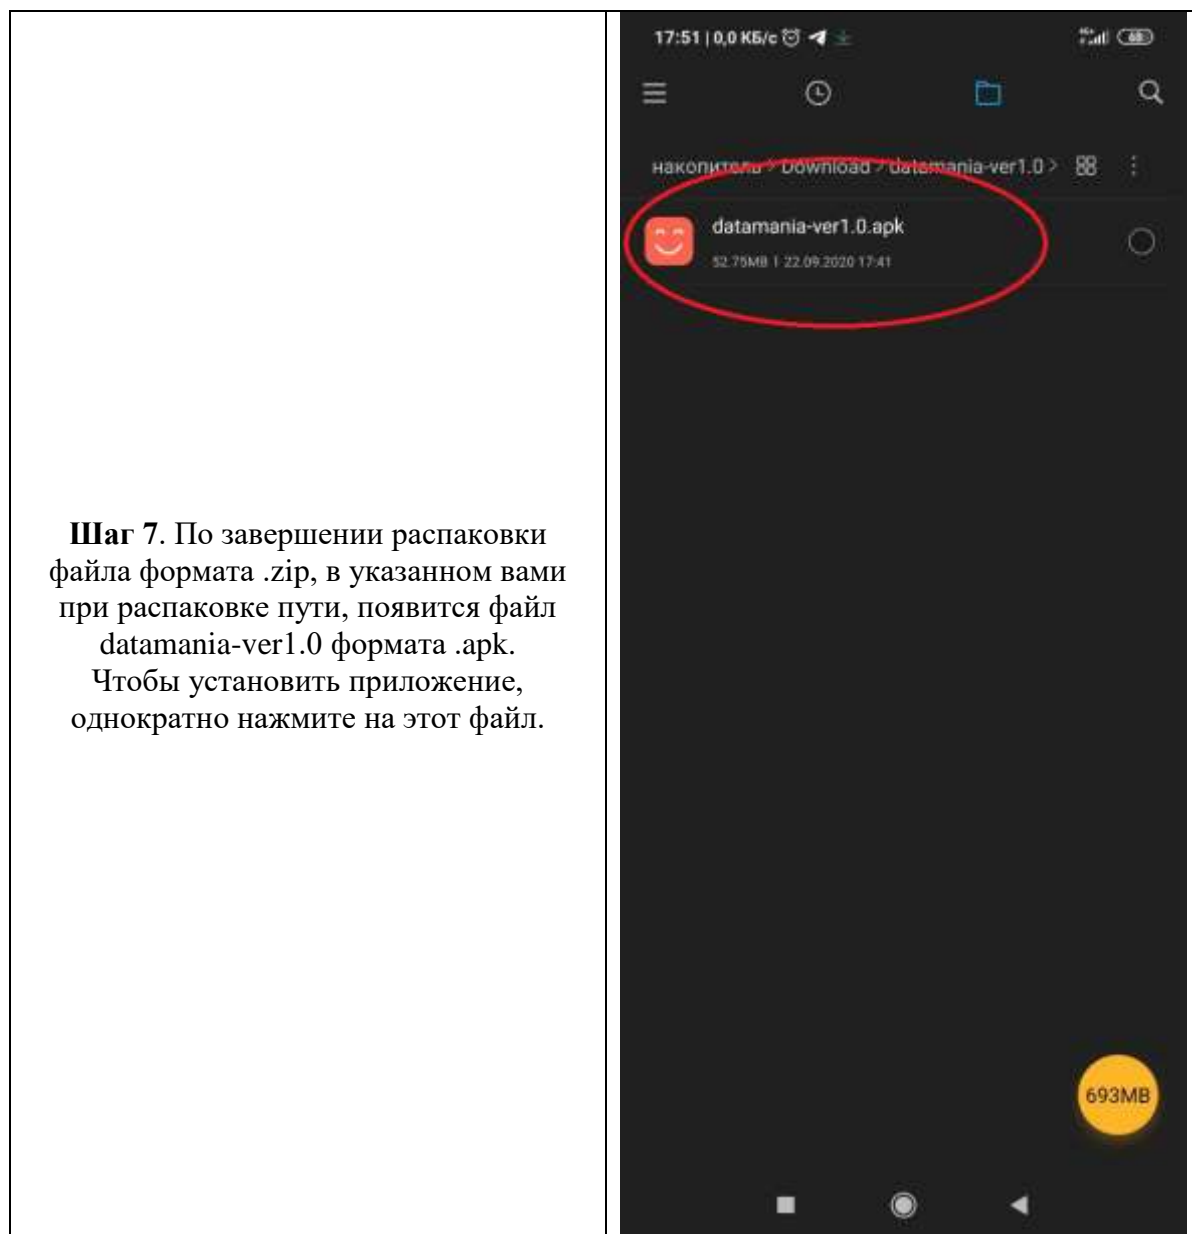 Шаг 7. По завершении распаковки
файла формата .zip, в указанном вами
при распаковке пути, появится файл
datamania-ver1.0 формата .apk.
Чтобы установить приложение,
однократно нажмите на этот файл.
17:51 | 0,0 КБ/с
68
накопитель > Download > datamania-ver1.0 >
datamania-ver1.0.apk
52.75MB | 22.09.2020 17:41
693MB